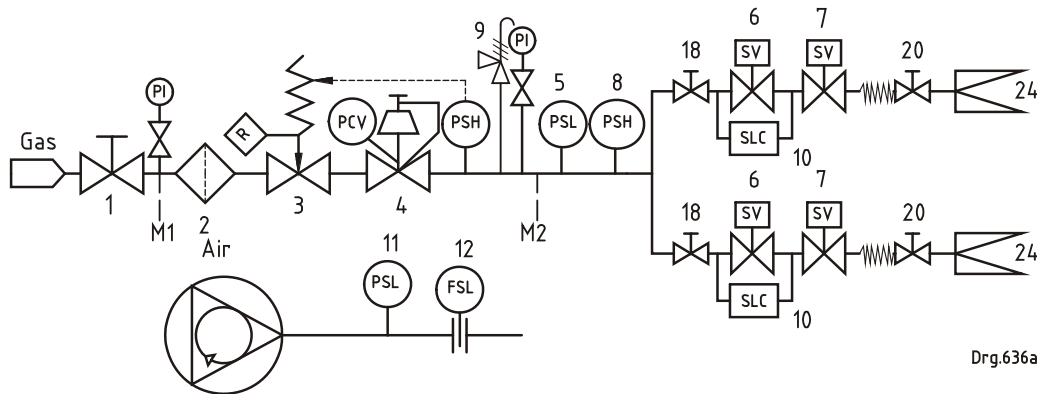 6 7
18 20
SV SV
9
PI
5 8
PI
PCV PSH PSL PSH
24
R
SLC
Gas
10
1
2
3
4
M1
M2
Air
6 7
18 20
SV SV
11 12
24
PSL FSL
SLC
10
Drg.636a